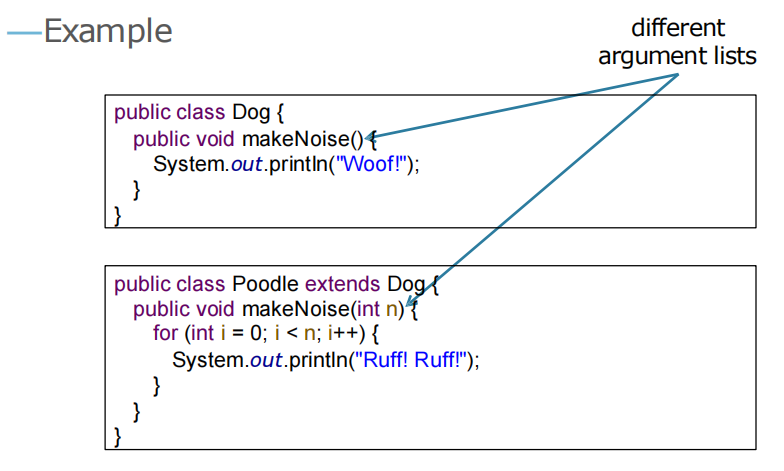 Example
different
argument lists
public class Dog {
public void makeNoise() {
System.out.println("Woof!");
}
}
public class Poodle extends Dog {
public void makeNoise(int n) {
for (int i = 0; i < n; i++) {
System.out.println("Ruff! Ruff!");
}
}
}